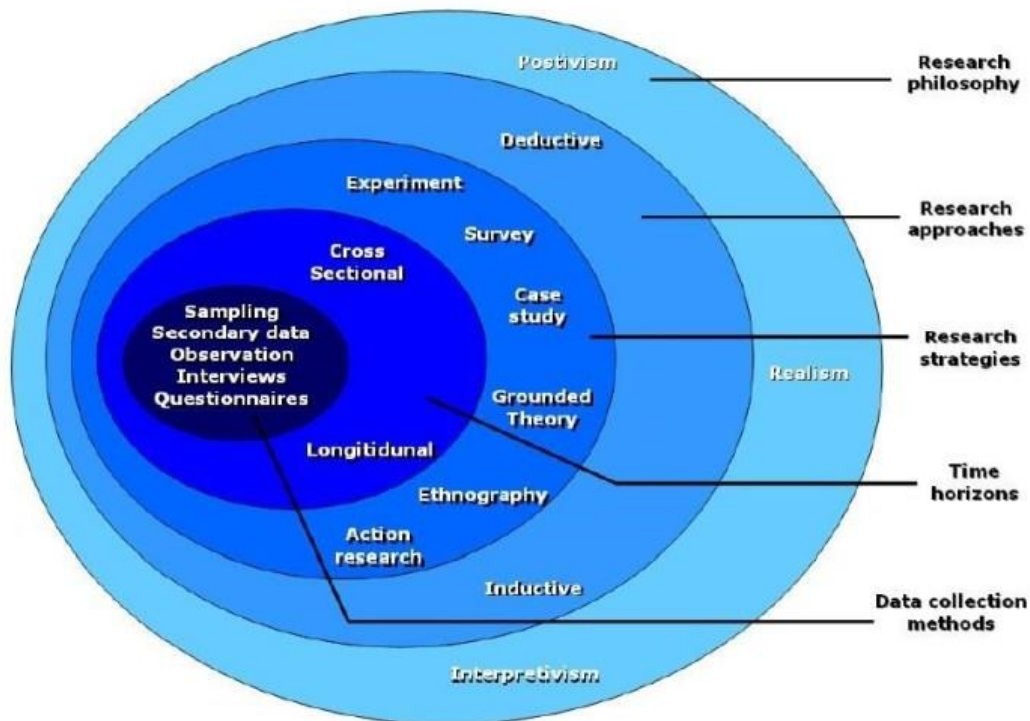 Postivism
Research
philosophy
Deductive
Experiment
Research
approaches
Survey
Cross
Sectional
Case
study
Sampling
Secondary data
Observation
Interviews
Questionnaires
Research
strategies
Realism
Grounded
Theory
Longitidunal
Time
horizons
Ethnography
Action
research
Inductive
Data collection
methods
Interpretivism